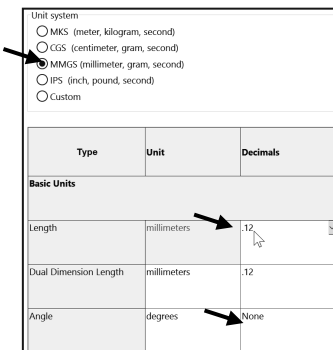 Unit system
MKS (meter, kilogram, second)
CGS (centimeter, gram, second)
MMGS (millimeter, gram, second)
IPS (inch, pound, second)
Custom
Type Unit Decimals
Basic Units
Length millimeters .12
Dual Dimension Length millimeters .12
Angle degrees None